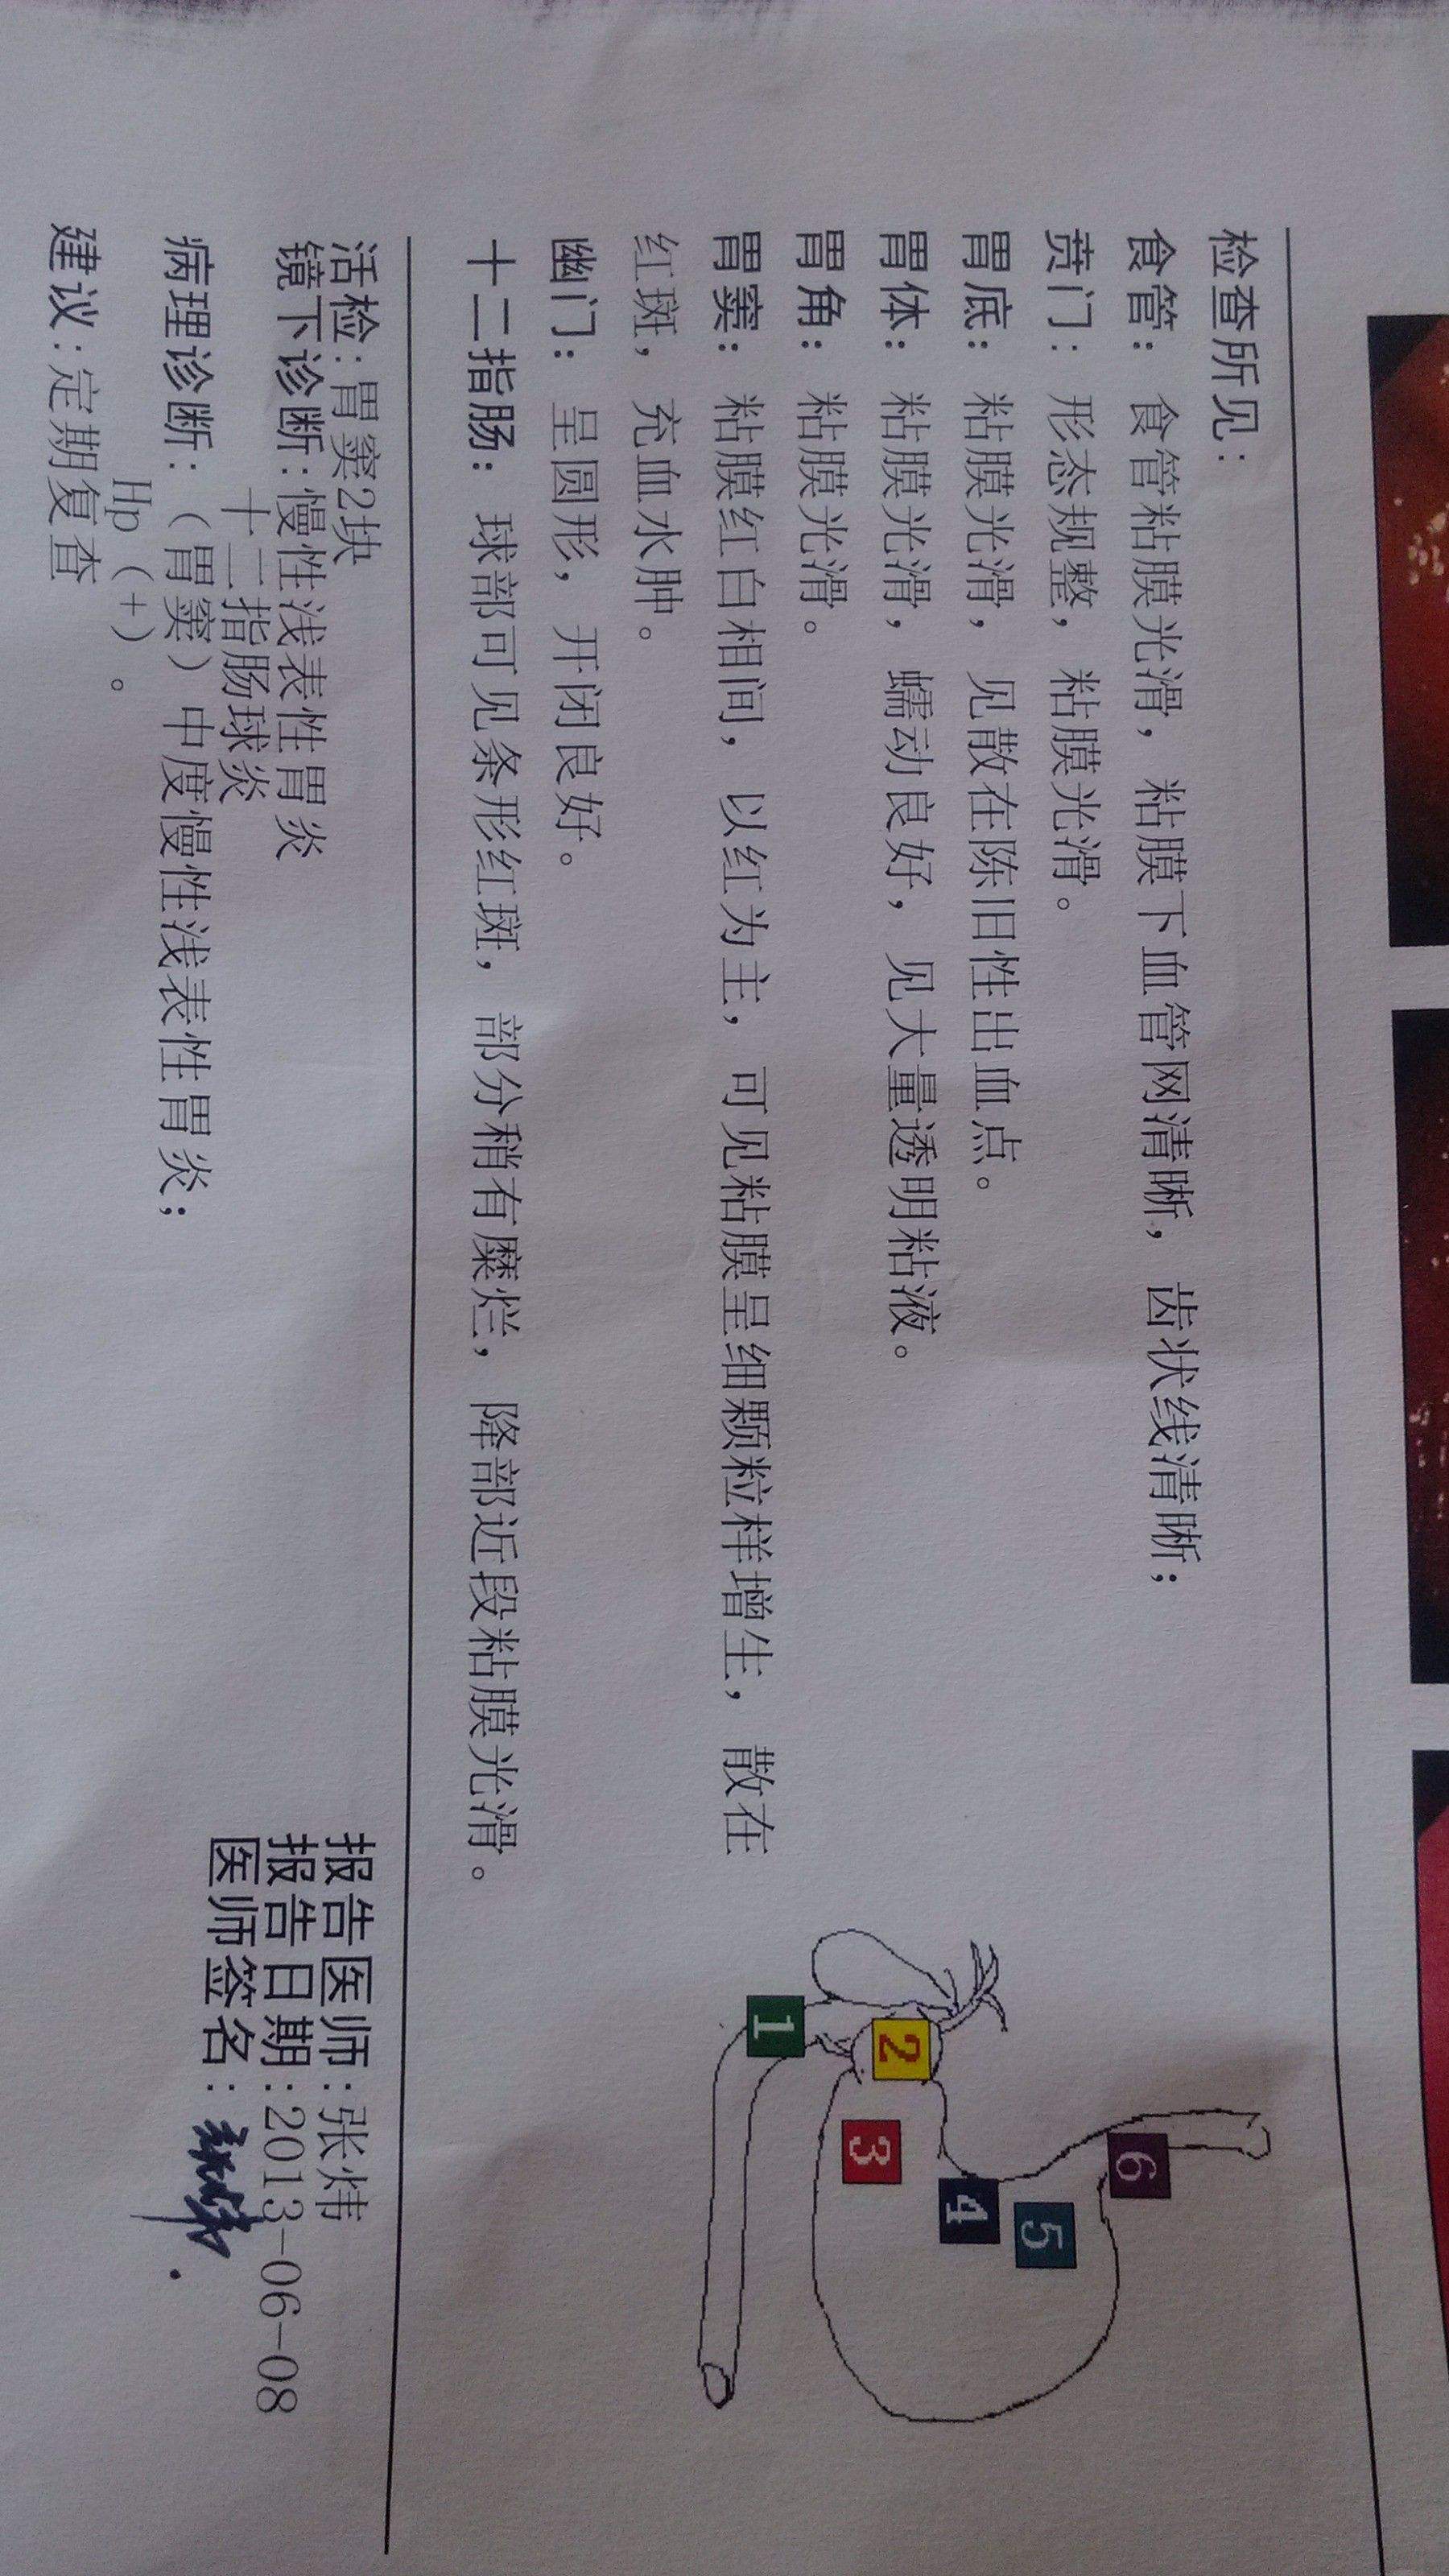 检查所见:
食管: 食管粘膜光滑, 粘膜下血管网清晰, 齿状线清晰;
贲门: 形态规整, 粘膜光滑。
胃底: 粘膜光滑, 见散在陈旧性出血点。
胃体: 粘膜光滑, 蠕动良好, 见大量透明粘液。
胃角: 粘膜光滑。
胃窦: 粘膜红白相间, 以红为主, 可见粘膜呈细颗粒样增生, 散在
红斑, 充血水肿。
幽门: 呈圆形, 开闭良好。
十二指肠: 球部可见条形红斑, 部分稍有糜烂, 降部近段粘膜光滑。
6
5
4
3
2
1
活检:胃窦2块
镜下诊断:慢性浅表性胃炎
十二指肠球炎
病理诊断:(胃窦)中度慢性浅表性胃炎;
Hp(+)。
建议:定期复查
报告医师:张炜
报告日期:2013-06-08
医师签名: